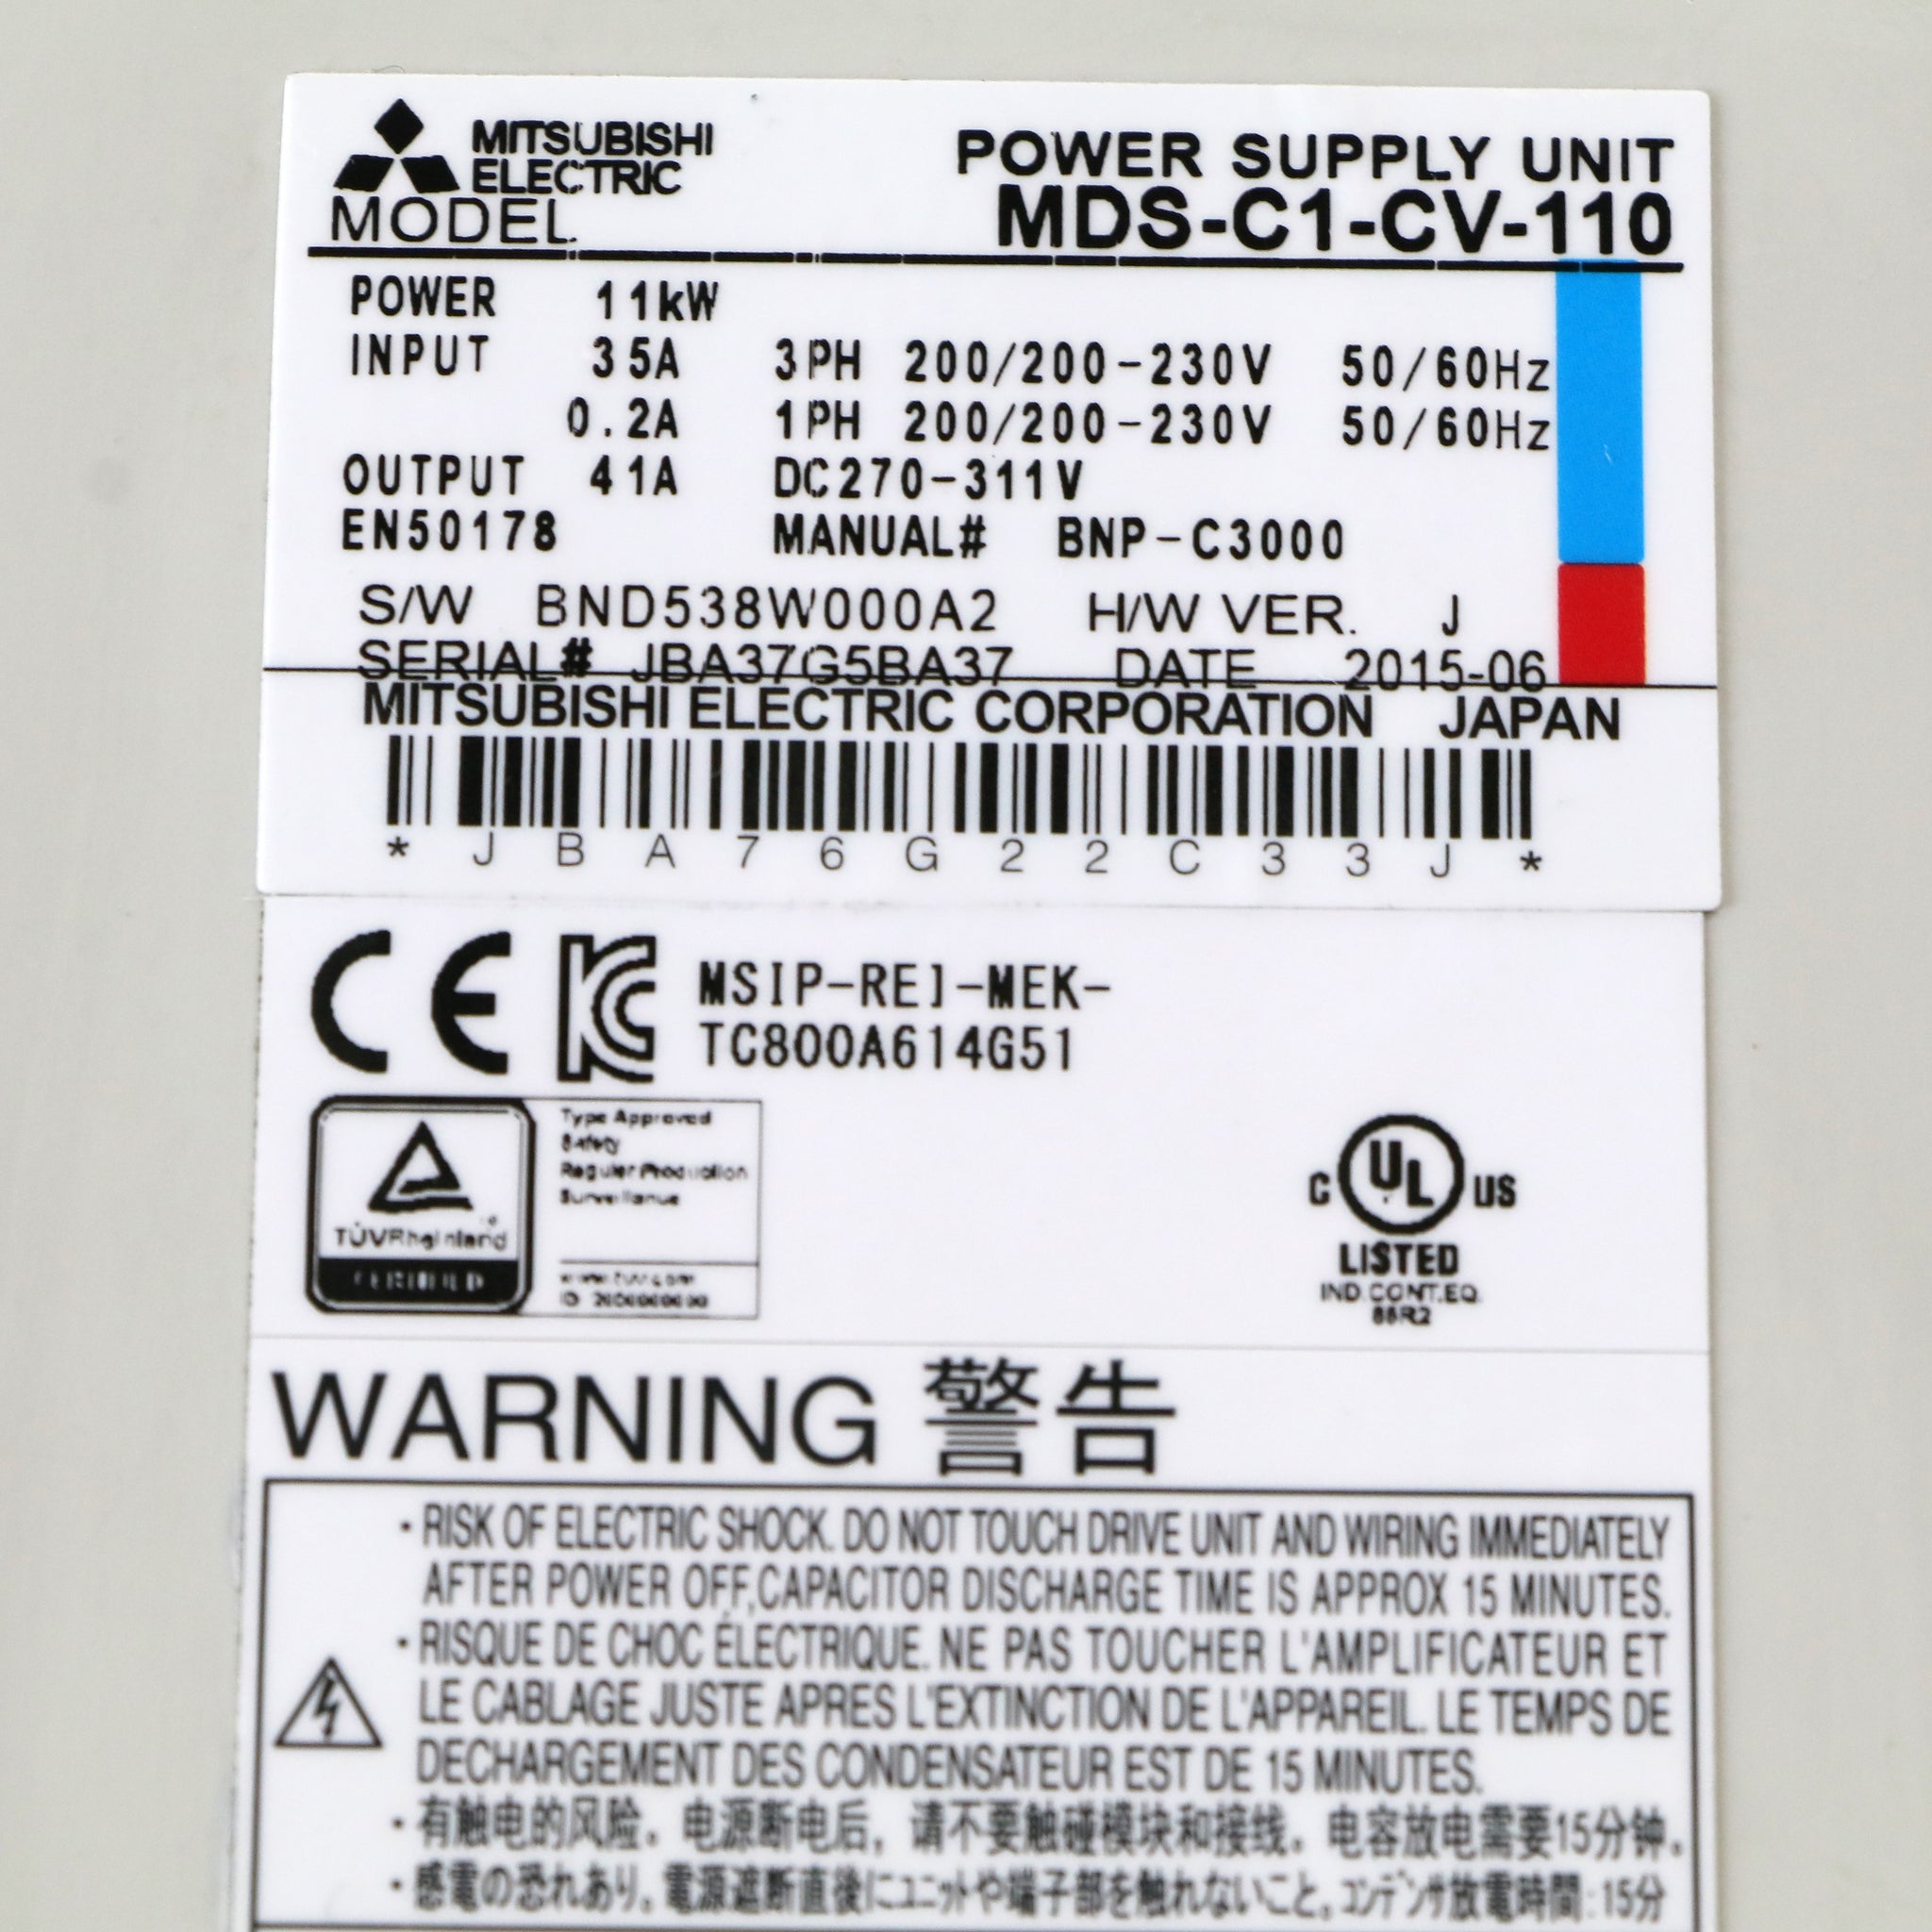 MITSUBISHI
ELECTRIC
POWER SUPPLY UNIT
MODEL MDS-C1-CV-110
POWER 11kW
INPUT 35A 3PH 200/200-230V 50/60Hz
0.2A 1PH 200/200-230V 50/60Hz
OUTPUT 41A DC270-311V
EN50178 MANUAL# BNP-C3000
S/W BND538W000A2 H/W VER. J
SERIAL# JBA37G5BA37 DATE 2015-06
MITSUBISHI ELECTRIC CORPORATION JAPAN
* J B A 7 6 G 2 2 C 3 3 J *
CE KC MSIP-REI-MEK-
TC800A614G51
TÜVRheinland
CERTIFIED
Type Approved
Safety
Regular Production
Surveillance
www.tuv.com
C UL US
LISTED
IND.CONT.EQ.
WARNING 警告
・RISK OF ELECTRIC SHOCK. DO NOT TOUCH DRIVE UNIT AND WIRING IMMEDIATELY
AFTER POWER OFF,CAPACITOR DISCHARGE TIME IS APPROX 15 MINUTES.
・RISQUE DE CHOC ÉLECTRIQUE. NE PAS TOUCHER L'AMPLIFICATEUR ET
LE CABLAGE JUSTE APRES L'EXTINCTION DE L'APPAREIL. LE TEMPS DE
DECHARGEMENT DES CONDENSATEUR EST DE 15 MINUTES.
・有触电的风险。电源断电后，请不要触碰模块和接线。电容放电需要15分钟。
・感電の恐れあり。電源遮断直後にユニットや端子部を触れないこと。コンデンサ放電時間:15分